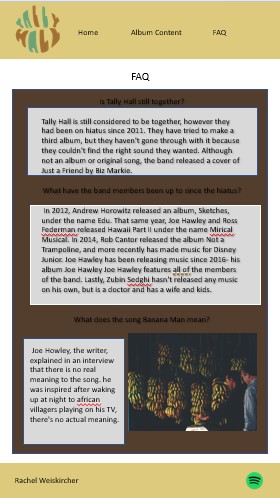 TALLY
HALL
Home Album Content FAQ
FAQ
Is Tally Hall still together?
Tally Hall is still considered to be together, however they
had been on hiatus since 2011. They have tried to make a
third album, but they haven't gone through with it because
they couldn't find the right sound they wanted. Although
not an album or original song, the band released a cover of
Just a Friend by Biz Markie.
What have the band members been up to since the hiatus?
In 2012, Andrew Horowitz released an album, Sketches,
under the name Edu. That same year, Joe Hawley and Ross
Federman released Hawaii Part II under the name Mirical
Musical. In 2014, Rob Cantor released the album Not a
Trampoline, and more recently has made music for Disney
Junior. Joe Hawley has been releasing music since 2016- his
album Joe Hawley Joe Hawley features all of the members
of the band. Lastly, Zubin Sedghi hasn't released any music
on his own, but is a doctor and has a wife and kids.
What does the song Banana Man mean?
Joe Hawley, the writer,
explained in an interview
that there is no real
meaning to the song. he
was inspired after waking
up at night to african
villagers playing on his TV,
there's no actual meaning.
Rachel Weiskircher